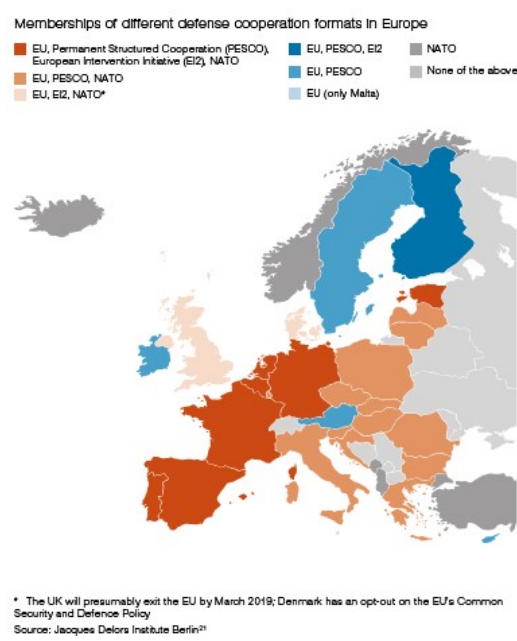 Memberships of different defense cooperation formats in Europe
EU, Permanent Structured Cooperation (PESCO),
European Intervention Initiative (EI2), NATO
EU, PESCO, NATO
EU, EI2, NATO*
EU, PESCO, EI2
EU, PESCO
EU (only Malta)
NATO
None of the above
* The UK will presumably exit the EU by March 2019; Denmark has an opt-out on the EU's Common
Security and Defence Policy
Source: Jacques Delors Institute Berlin²¹